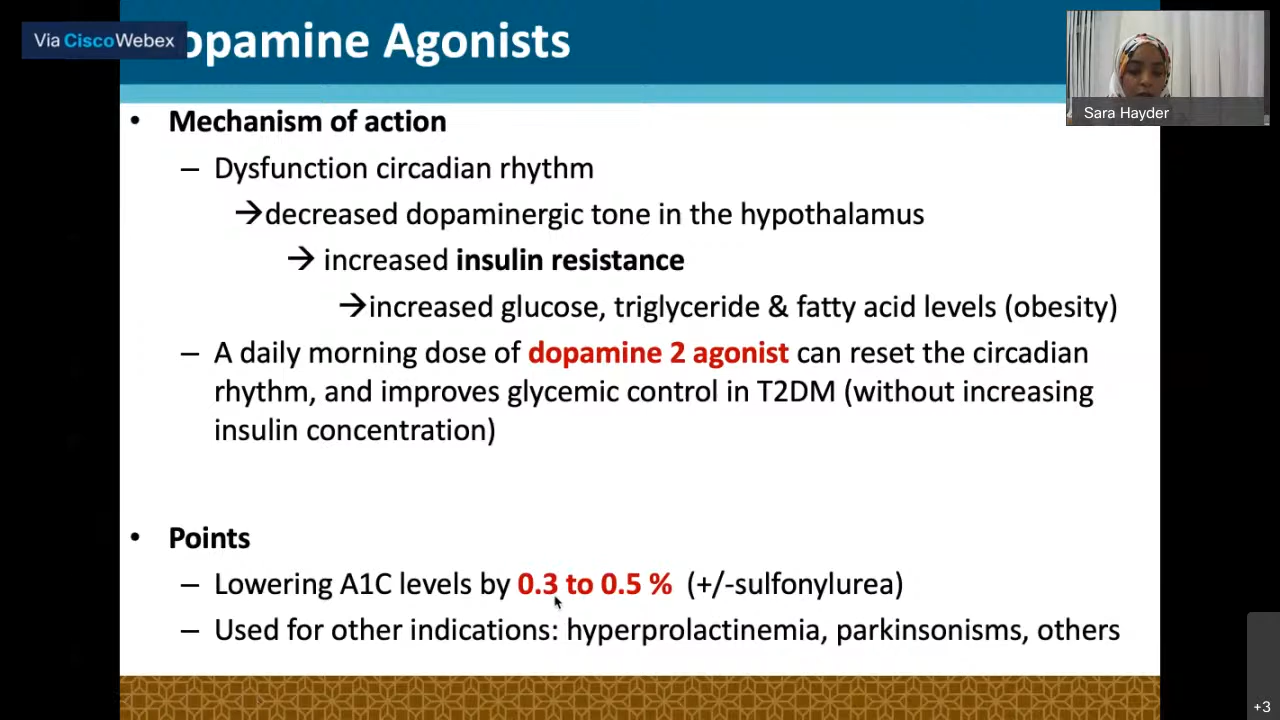 Via CiscoWebex
opamine Agonists
Sara Hayder
• Mechanism of action
– Dysfunction circadian rhythm
→decreased dopaminergic tone in the hypothalamus
→ increased insulin resistance
→increased glucose, triglyceride & fatty acid levels (obesity)
– A daily morning dose of dopamine 2 agonist can reset the circadian
rhythm, and improves glycemic control in T2DM (without increasing
insulin concentration)
• Points
– Lowering A1C levels by 0.3 to 0.5 % (+/-sulfonylurea)
– Used for other indications: hyperprolactinemia, parkinsonisms, others
+3